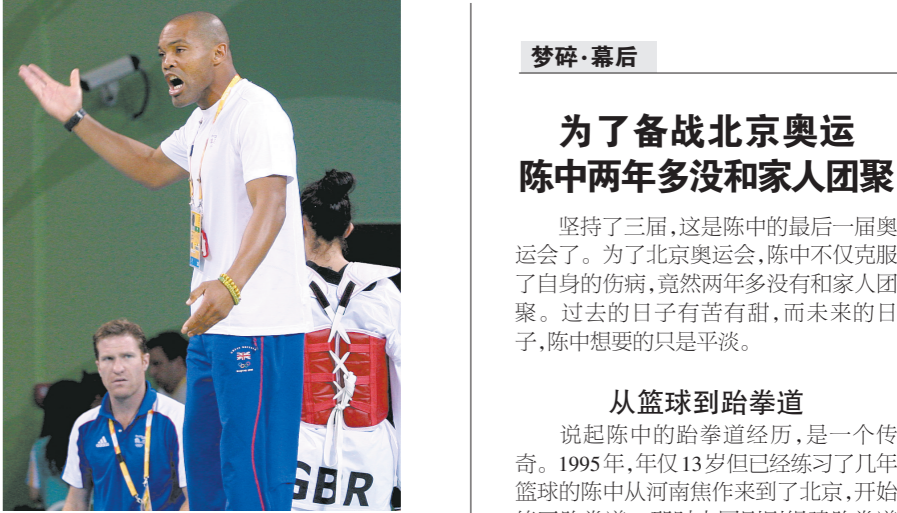 GBR
梦碎·幕后
为了备战北京奥运
陈中两年多没和家人团聚
坚持了三届,这是陈中的最后一届奥
运会了。为了北京奥运会,陈中不仅克服
了自身的伤病,竟然两年多没有和家人团
聚。过去的日子有苦有甜,而未来的日
子,陈中想要的只是平淡。
从篮球到跆拳道
说起陈中的跆拳道经历,是一个传
奇。1995年,年仅13岁但已经练习了几年
篮球的陈中从河南焦作来到了北京,开始